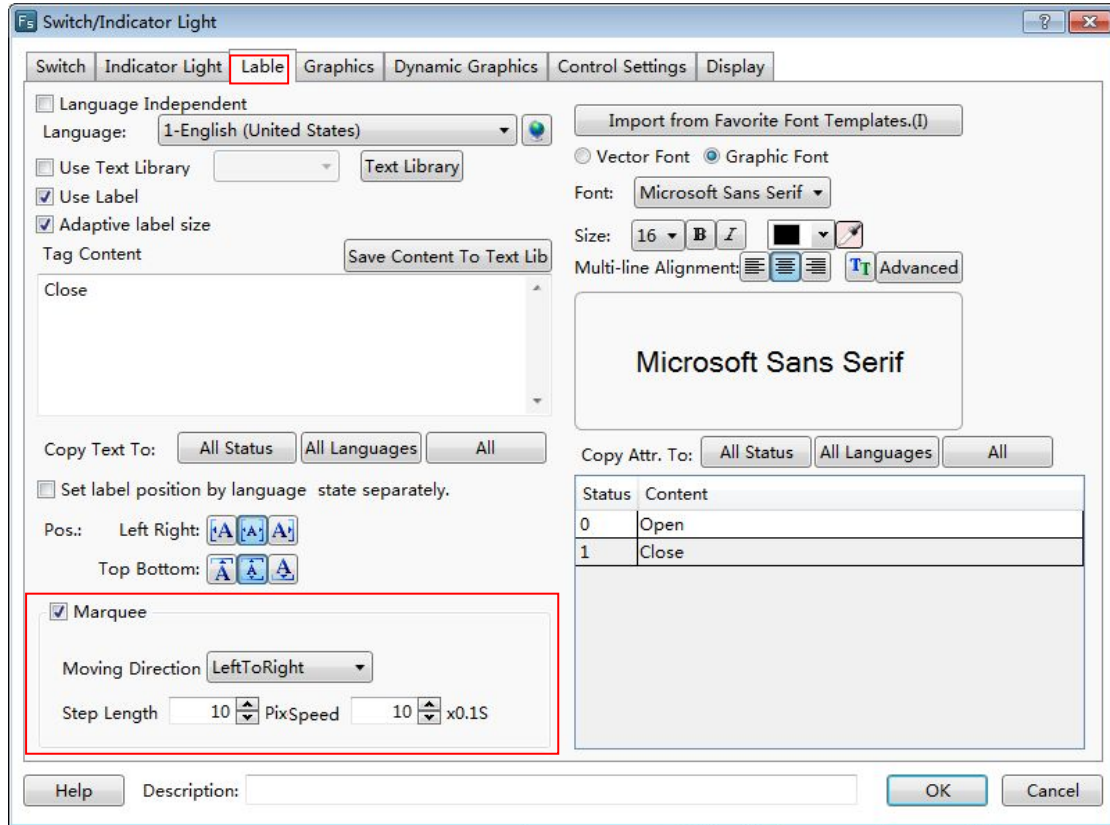 Fs Switch/Indicator Light
Switch Indicator Light Lable Graphics Dynamic Graphics Control Settings Display
Language Independent
Language: 1-English (United States)
Use Text Library Text Library
Use Label
Adaptive label size
Tag Content Save Content To Text Lib
Close
Copy Text To: All Status All Languages All
Set label position by language state separately.
Pos.: Left Right: A A A
Top Bottom: A A A
Marquee
Moving Direction LeftToRight
Step Length 10 PixSpeed 10 x0.1S
Import from Favorite Font Templates.(I)
Vector Font Graphic Font
Font: Microsoft Sans Serif
Size: 16 B I
Multi-line Alignment: TT Advanced
Microsoft Sans Serif
Copy Attr. To: All Status All Languages All
Status Content
0 Open
1 Close
Help Description: OK Cancel